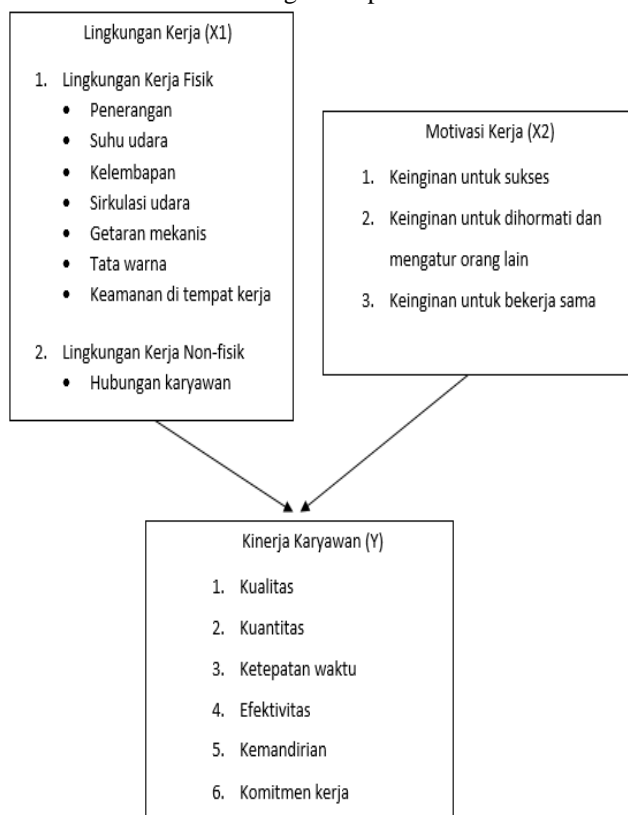 Lingkungan Kerja (X1)
1. Lingkungan Kerja Fisik
• Penerangan
• Suhu udara
• Kelembapan
• Sirkulasi udara
• Getaran mekanis
• Tata warna
• Keamanan di tempat kerja
2. Lingkungan Kerja Non-fisik
• Hubungan karyawan
Motivasi Kerja (X2)
1. Keinginan untuk sukses
2. Keinginan untuk dihormati dan
mengatur orang lain
3. Keinginan untuk bekerja sama
Kinerja Karyawan (Y)
1. Kualitas
2. Kuantitas
3. Ketepatan waktu
4. Efektivitas
5. Kemandirian
6. Komitmen kerja